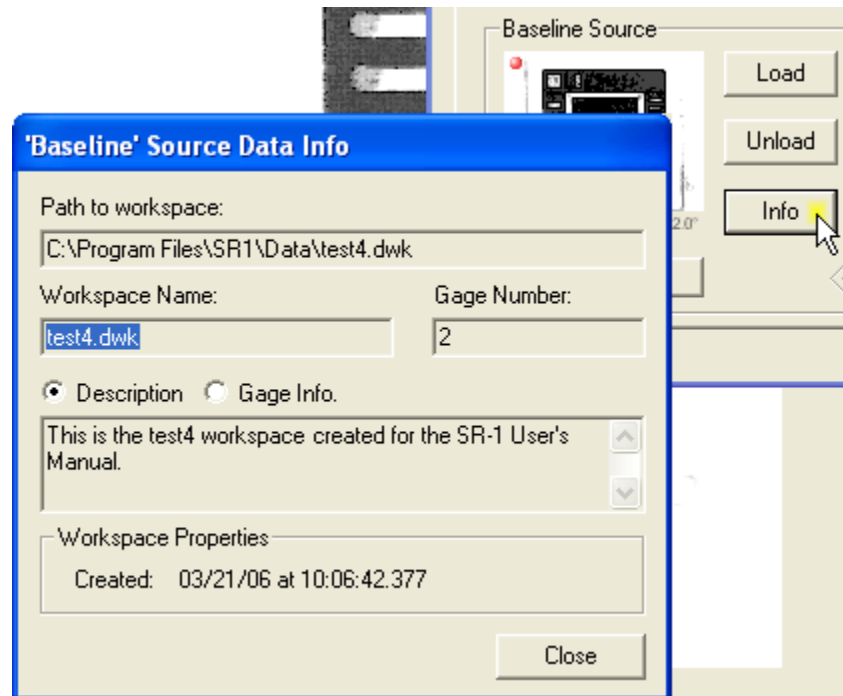 Baseline Source
Load
Unload
Info
2.0°
'Baseline' Source Data Info
Path to workspace:
C:\Program Files\SR1\Data\test4.dwk
Workspace Name:
Gage Number:
test4.dwk
2
Description
Gage Info.
This is the test4 workspace created for the SR-1 User's
Manual.
Workspace Properties
Created: 03/21/06 at 10:06:42.377
Close